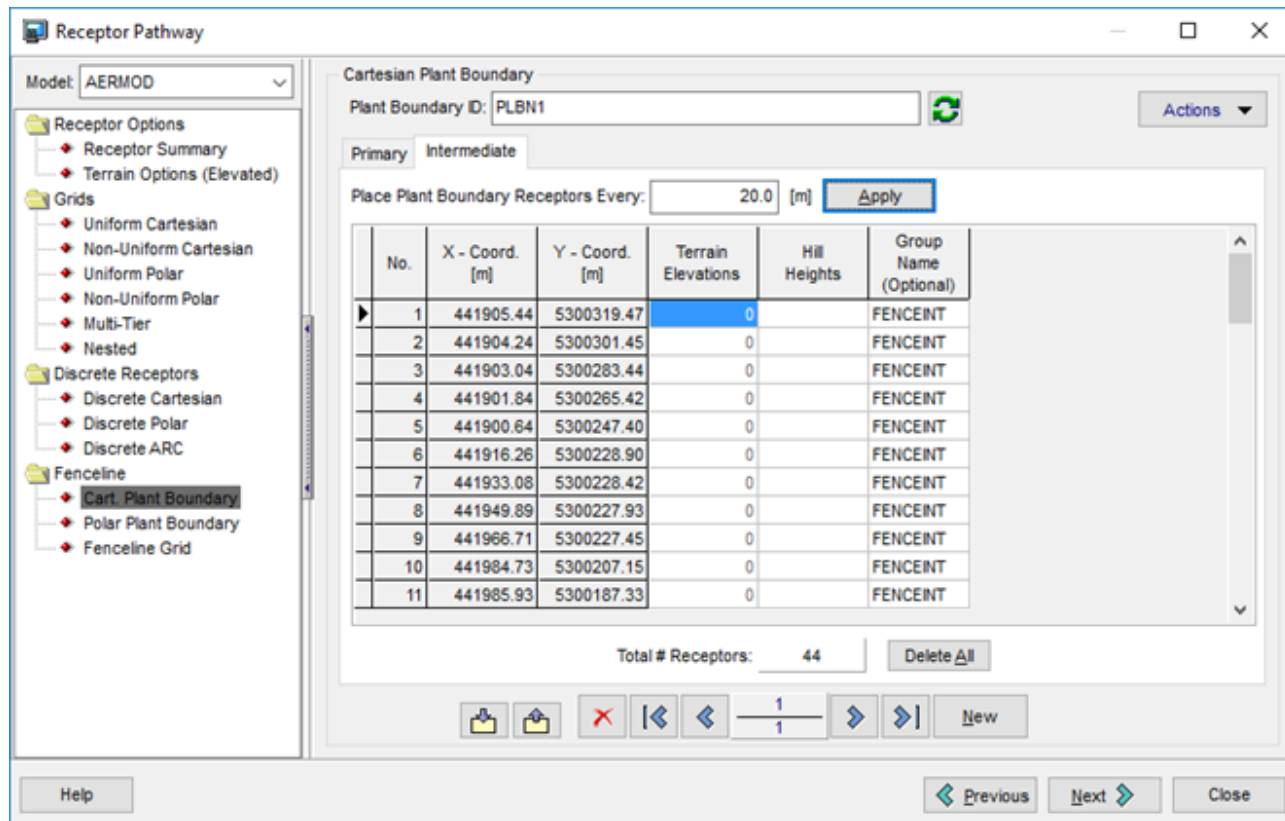 Receptor Pathway
Model: AERMOD
Receptor Options
Receptor Summary
Terrain Options (Elevated)
Grids
Uniform Cartesian
Non-Uniform Cartesian
Uniform Polar
Non-Uniform Polar
Multi-Tier
Nested
Discrete Receptors
Discrete Cartesian
Discrete Polar
Discrete ARC
Fenceline
Cart. Plant Boundary
Polar Plant Boundary
Fenceline Grid
Cartesian Plant Boundary
Plant Boundary ID: PLBN1
Actions
Primary Intermediate
Place Plant Boundary Receptors Every: 20.0 [m] Apply
No. X - Coord. [m] Y - Coord. [m] Terrain Elevations Hill Heights Group Name (Optional)
1 441905.44 5300319.47 0 FENCEINT
2 441904.24 5300301.45 0 FENCEINT
3 441903.04 5300283.44 0 FENCEINT
4 441901.84 5300265.42 0 FENCEINT
5 441900.64 5300247.40 0 FENCEINT
6 441916.26 5300228.90 0 FENCEINT
7 441933.08 5300228.42 0 FENCEINT
8 441949.89 5300227.93 0 FENCEINT
9 441966.71 5300227.45 0 FENCEINT
10 441984.73 5300207.15 0 FENCEINT
11 441985.93 5300187.33 0 FENCEINT
Total # Receptors: 44 Delete All
1
1
New
Help Previous Next Close